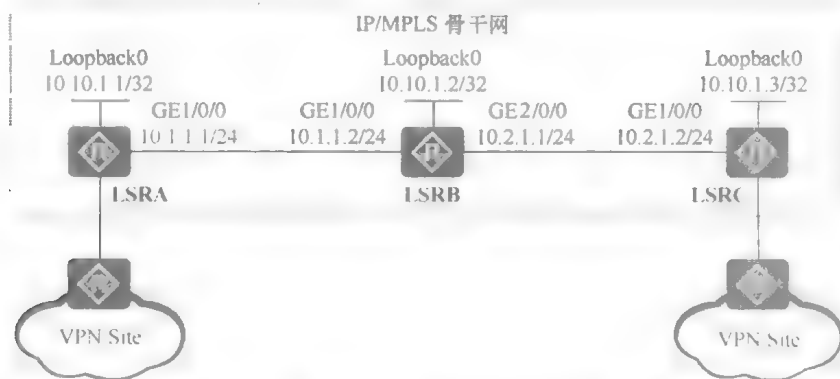 IP/MPLS 骨干网
Loopback0
10.10.1.1/32
Loopback0
10.10.1.2/32
Loopback0
10.10.1.3/32
GE1/0/0
10.1.1.1/24
GE1/0/0
10.1.1.2/24
GE2/0/0
10.2.1.1/24
GE1/0/0
10.2.1.2/24
LSRA
LSRB
LSRC
VPN Site
VPN Site